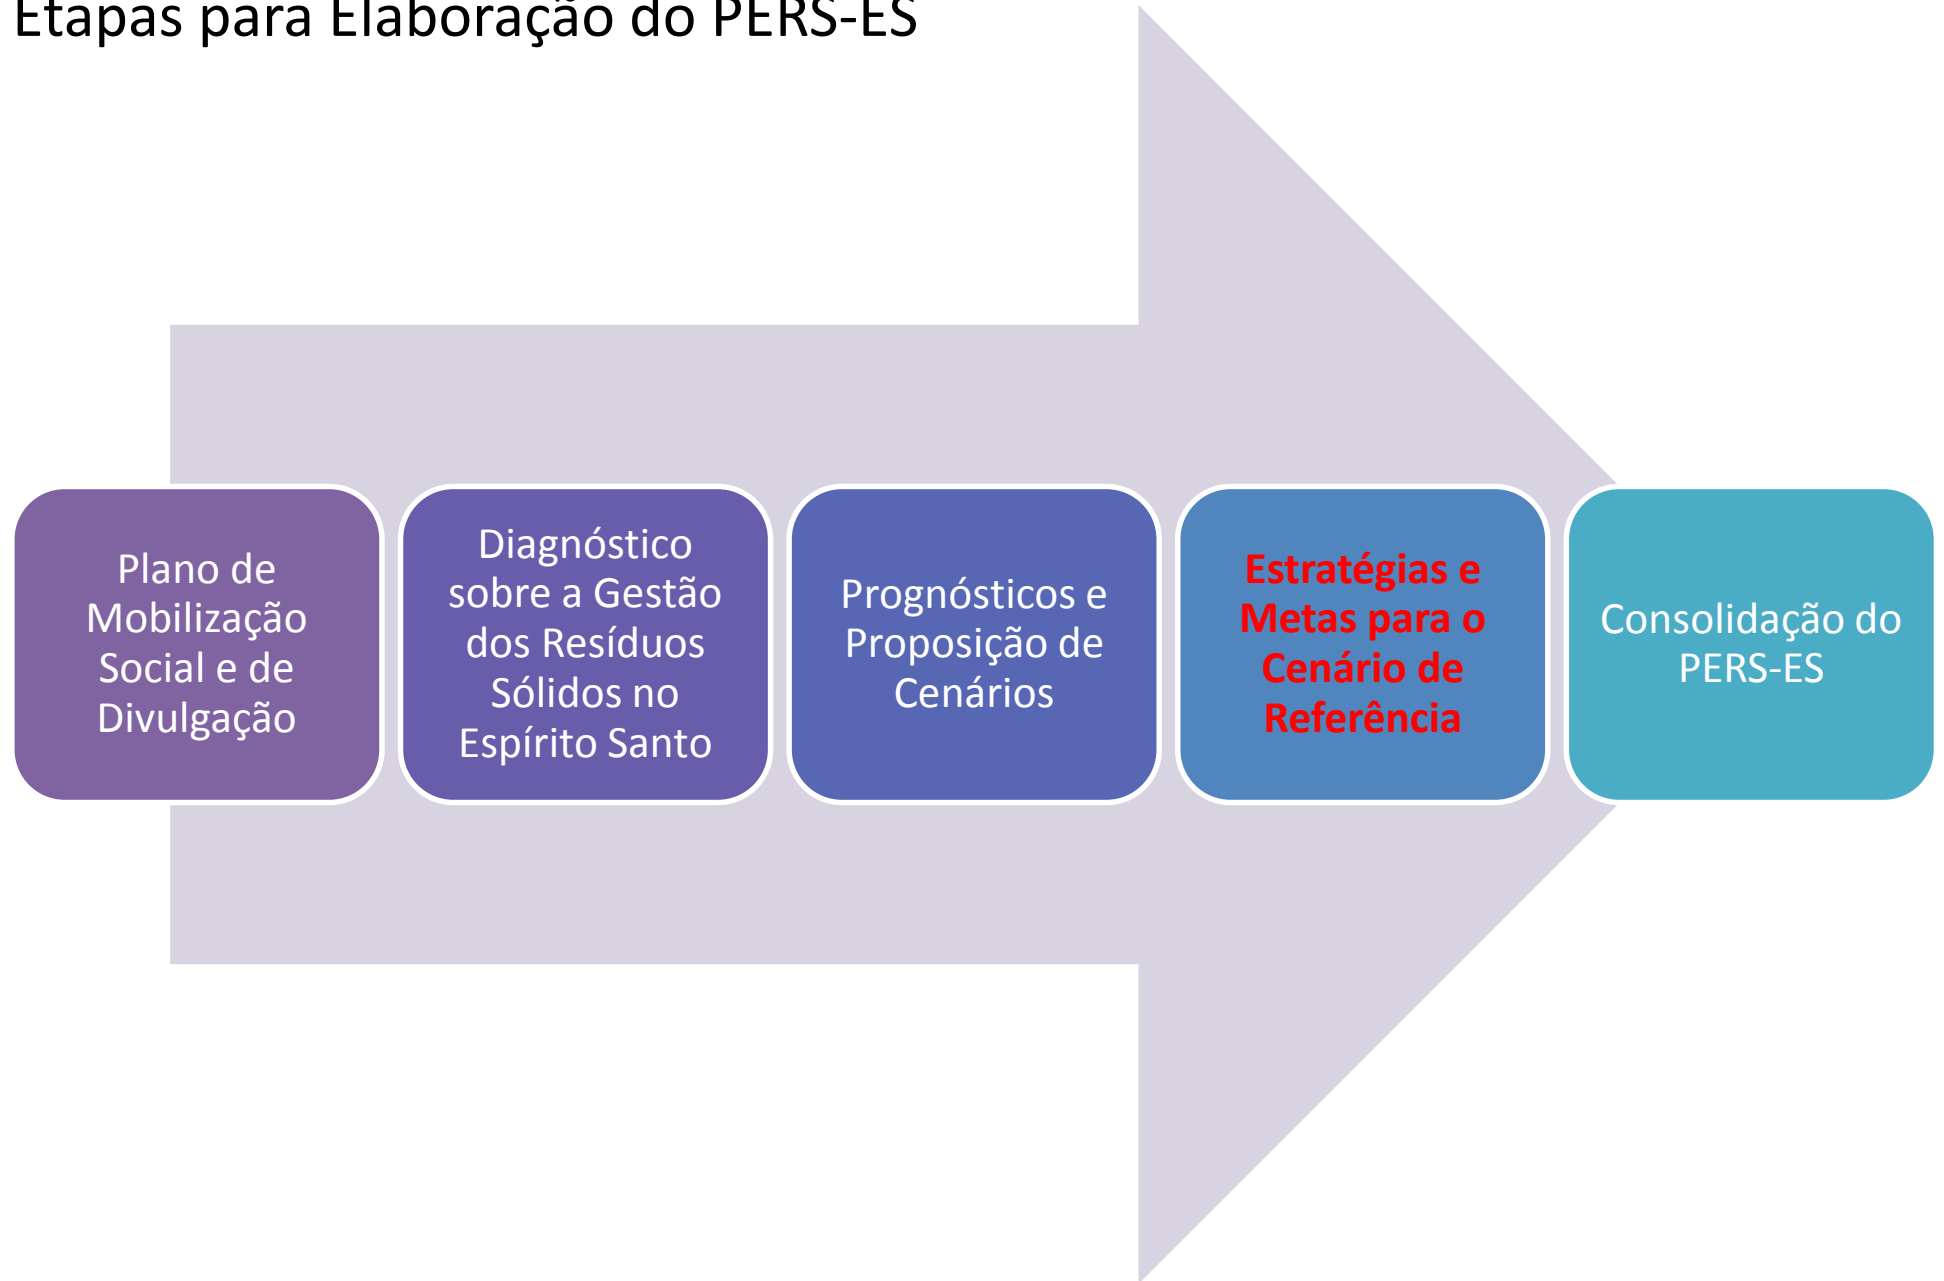 Etapas para Elaboração do PERS-ES
Plano de
Mobilização
Social e de
Divulgação
Diagnóstico
sobre a Gestão
dos Resíduos
Sólidos no
Espírito Santo
Prognósticos e
Proposição de
Cenários
Estratégias e
Metas para o
Cenário de
Referência
Consolidação do
PERS-ES